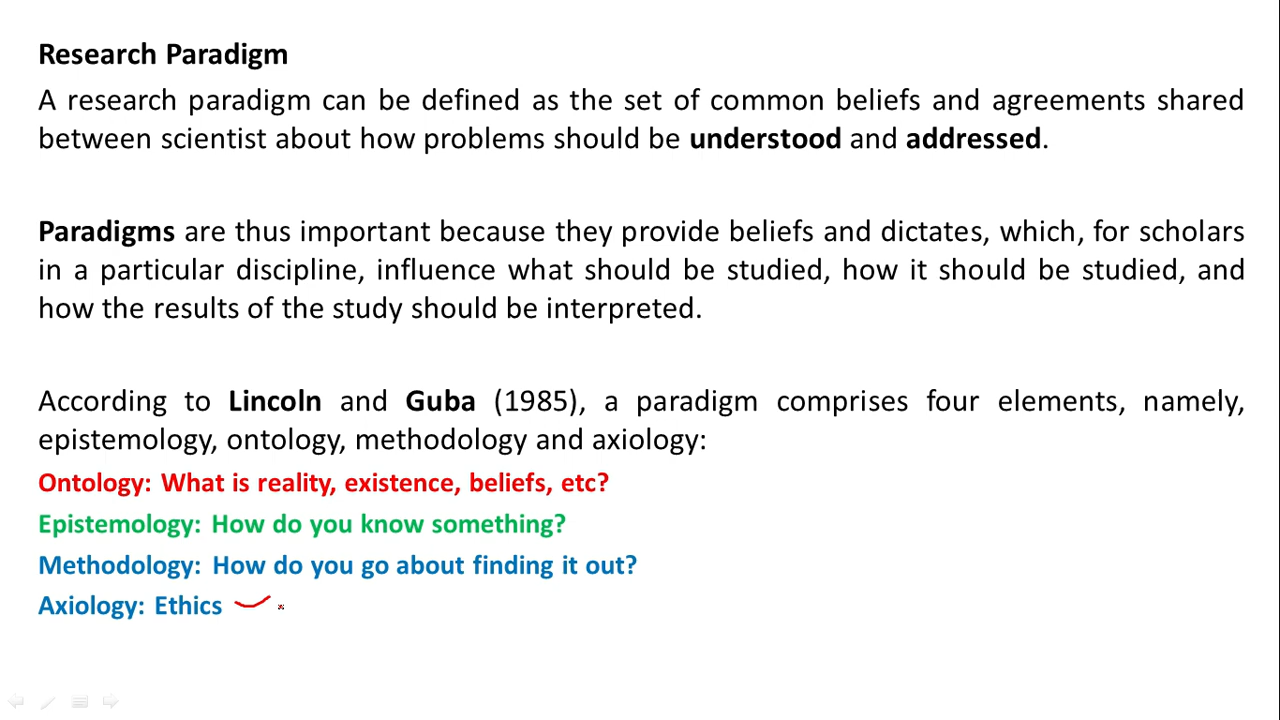 Research Paradigm
A research paradigm can be defined as the set of common beliefs and agreements shared
between scientist about how problems should be understood and addressed.
Paradigms are thus important because they provide beliefs and dictates, which, for scholars
in a particular discipline, influence what should be studied, how it should be studied, and
how the results of the study should be interpreted.
According to Lincoln and Guba (1985), a paradigm comprises four elements, namely,
epistemology, ontology, methodology and axiology:
Ontology: What is reality, existence, beliefs, etc?
Epistemology: How do you know something?
Methodology: How do you go about finding it out?
Axiology: Ethics